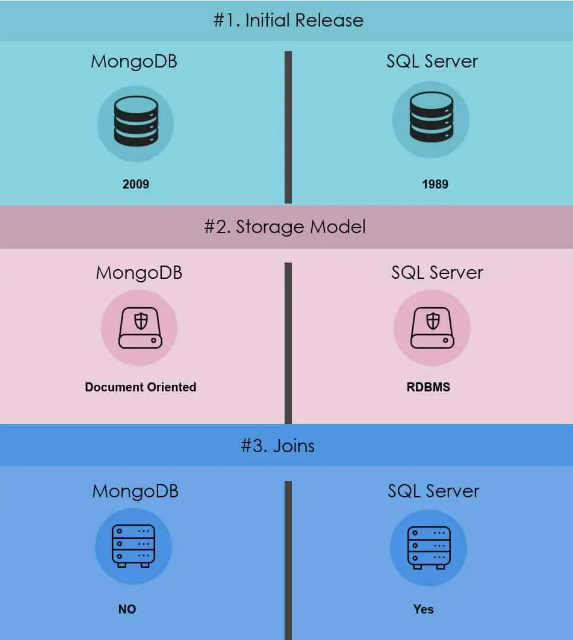 #1. Initial Release
MongoDB
SQL Server
2009
1989
#2. Storage Model
MongoDB
SQL Server
Document Oriented
RDBMS
#3. Joins
MongoDB
SQL Server
NO
Yes